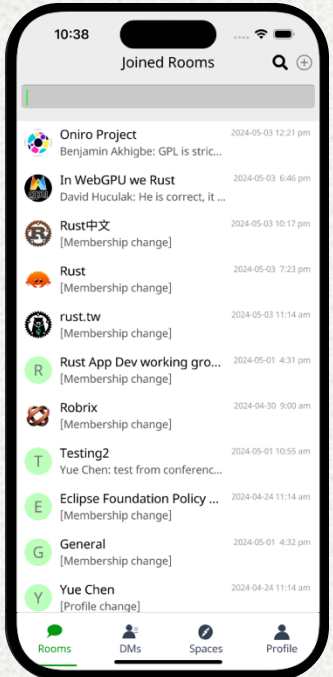 10:38
Joined Rooms
Oniro Project
2024-05-03 12:21 pm
Benjamin Akhigbe: GPL is stric...
In WebGPU we Rust
2024-05-03 6:46 pm
David Huculak: He is correct, it ...
Rust中文
2024-05-03 10:17 pm
[Membership change]
Rust
2024-05-03 7:23 pm
[Membership change]
rust.tw
2024-05-03 11:14 am
[Membership change]
R
Rust App Dev working gro...
2024-05-01 4:31 pm
[Membership change]
Robrix
2024-04-30 9:00 am
[Membership change]
T
Testing2
2024-05-01 10:55 am
Yue Chen: test from conferenc...
E
Eclipse Foundation Policy ...
2024-04-24 11:14 am
[Membership change]
G
General
2024-05-01 4:32 pm
[Membership change]
Y
Yue Chen
2024-04-24 11:14 am
[Profile change]
Rooms
DMs
Spaces
Profile